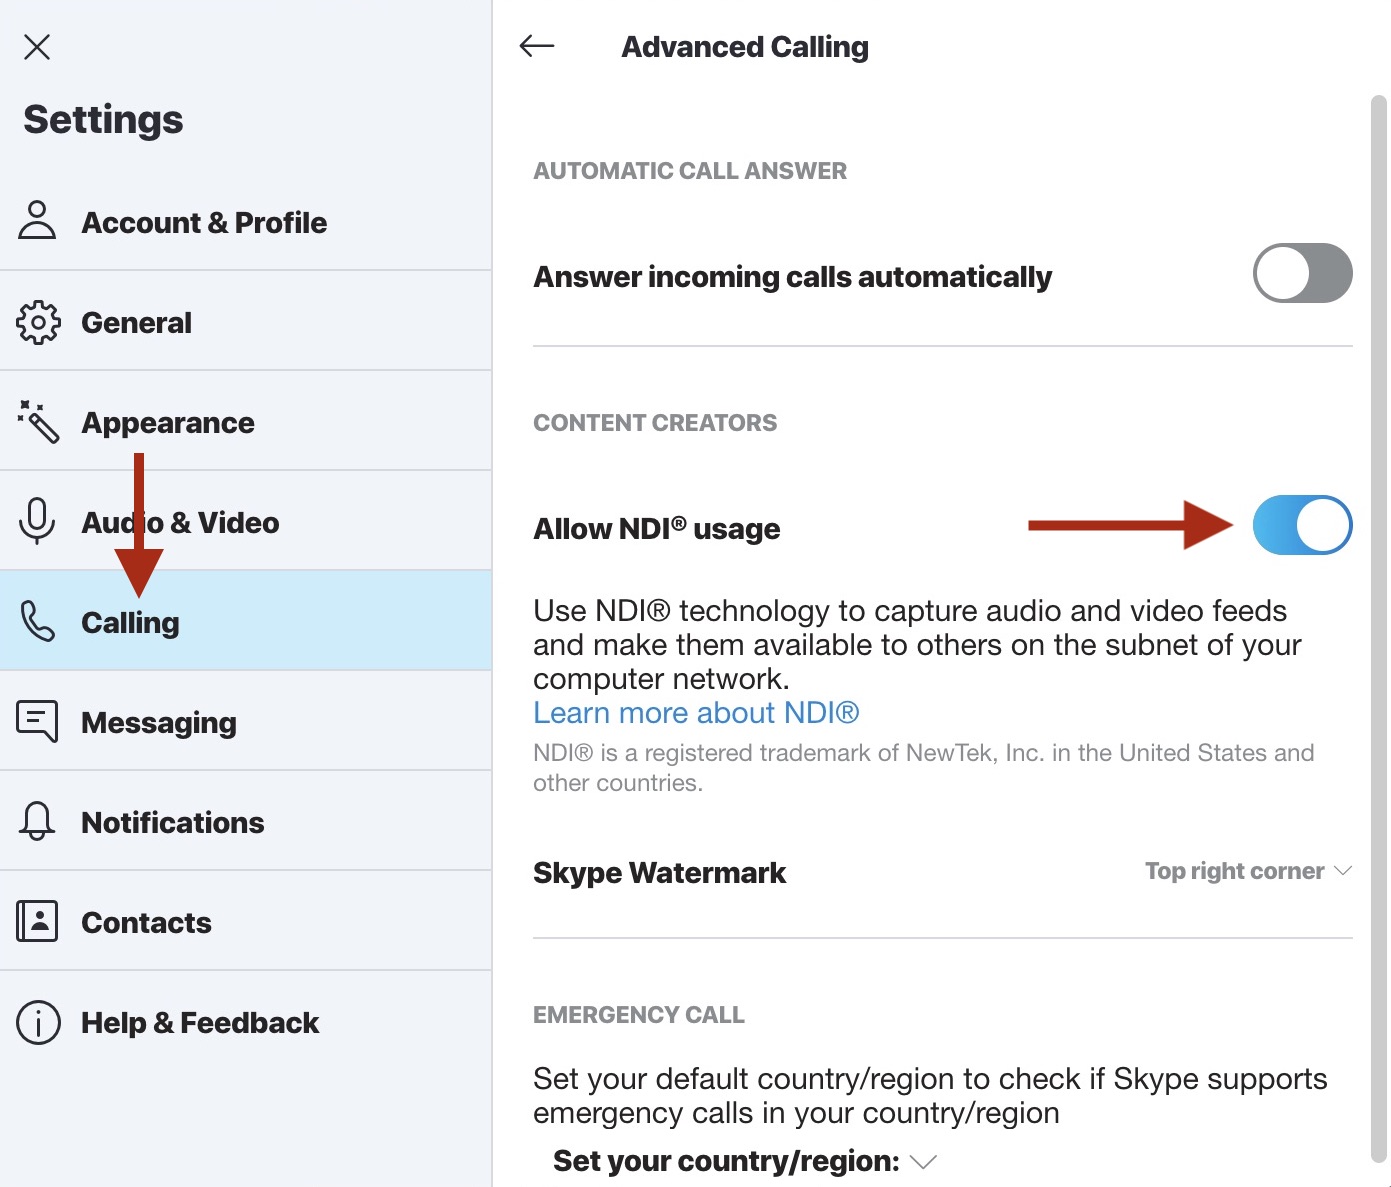 Settings
Account & Profile
General
Appearance
Audio & Video
Calling
Messaging
Notifications
Contacts
Help & Feedback
Advanced Calling
AUTOMATIC CALL ANSWER
Answer incoming calls automatically
CONTENT CREATORS
Allow NDI® usage
Use NDI® technology to capture audio and video feeds
and make them available to others on the subnet of your
computer network.
Learn more about NDI®
NDI® is a registered trademark of NewTek, Inc. in the United States and
other countries.
Skype Watermark
Top right corner
EMERGENCY CALL
Set your default country/region to check if Skype supports
emergency calls in your country/region
Set your country/region: